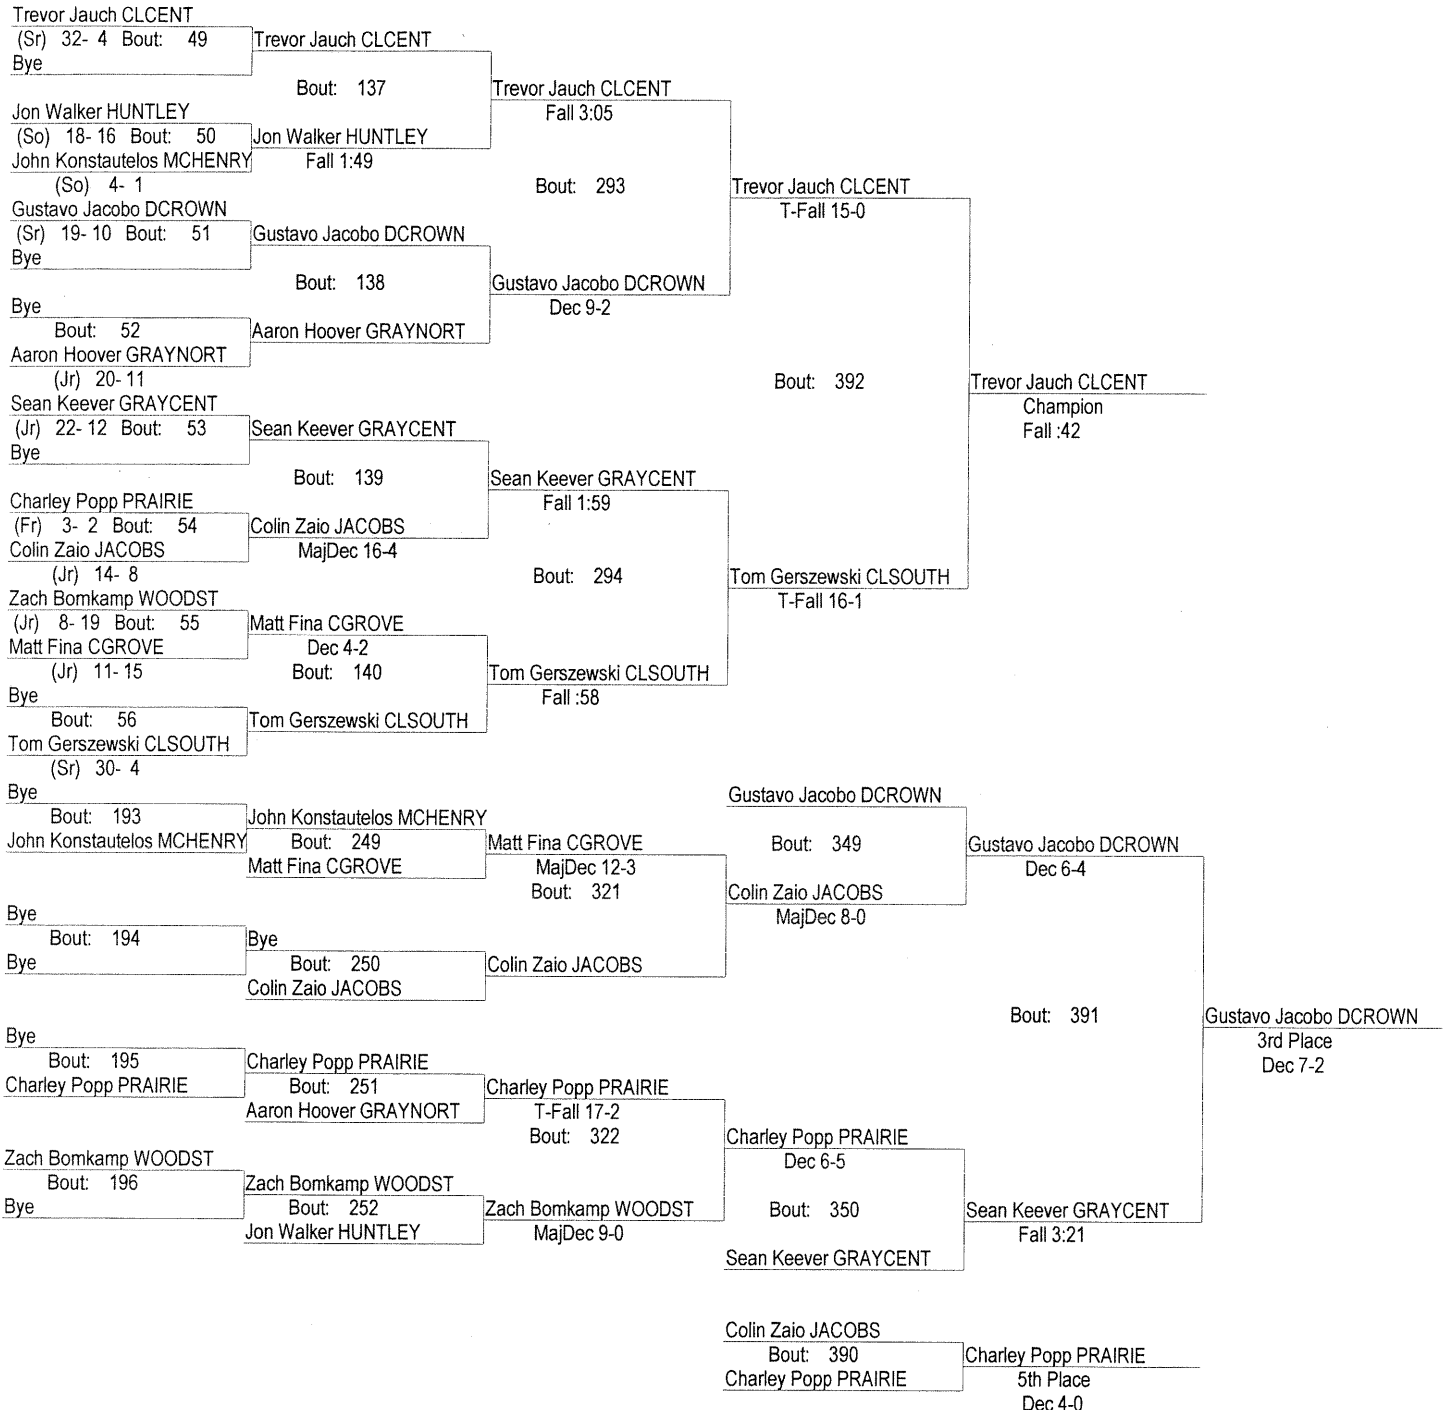 Trevor Jauch CLCENT
(Sr) 32- 4 Bout: 49
Bye
Trevor Jauch CLCENT
Bout: 137
Jon Walker HUNTLEY
(So) 18- 16 Bout: 50
John Konstautelos MCHENRY
(So) 4- 1
Jon Walker HUNTLEY
Fall 1:49
Trevor Jauch CLCENT
Fall 3:05
Bout: 293
Gustavo Jacobo DCROWN
(Sr) 19- 10 Bout: 51
Bye
Gustavo Jacobo DCROWN
Bout: 138
Bye
Bout: 52
Aaron Hoover GRAYNORT
(Jr) 20- 11
Aaron Hoover GRAYNORT
Gustavo Jacobo DCROWN
Dec 9-2
Trevor Jauch CLCENT
T-Fall 15-0
Bout: 392
Trevor Jauch CLCENT
Champion
Fall :42
Sean Keever GRAYCENT
(Jr) 22- 12 Bout: 53
Bye
Sean Keever GRAYCENT
Bout: 139
Charley Popp PRAIRIE
(Fr) 3- 2 Bout: 54
Colin Zaio JACOBS
(Jr) 14- 8
Colin Zaio JACOBS
MajDec 16-4
Sean Keever GRAYCENT
Fall 1:59
Bout: 294
Zach Bomkamp WOODST
(Jr) 8- 19 Bout: 55
Matt Fina CGROVE
(Jr) 11- 15
Matt Fina CGROVE
Dec 4-2
Bout: 140
Bye
Bout: 56
Tom Gerszewski CLSOUTH
(Sr) 30- 4
Tom Gerszewski CLSOUTH
Tom Gerszewski CLSOUTH
Fall :58
Tom Gerszewski CLSOUTH
T-Fall 16-1
Bye
Bout: 193
John Konstautelos MCHENRY
John Konstautelos MCHENRY
Bout: 249
Matt Fina CGROVE
Matt Fina CGROVE
MajDec 12-3
Bout: 321
Bye
Bout: 194
Bye
Bye
Bout: 250
Colin Zaio JACOBS
Colin Zaio JACOBS
Gustavo Jacobo DCROWN
Bout: 349
Colin Zaio JACOBS
MajDec 8-0
Gustavo Jacobo DCROWN
Dec 6-4
Bout: 391
Gustavo Jacobo DCROWN
3rd Place
Dec 7-2
Bye
Bout: 195
Charley Popp PRAIRIE
Charley Popp PRAIRIE
Bout: 251
Aaron Hoover GRAYNORT
Charley Popp PRAIRIE
T-Fall 17-2
Bout: 322
Zach Bomkamp WOODST
Bout: 196
Bye
Zach Bomkamp WOODST
Bout: 252
Jon Walker HUNTLEY
Zach Bomkamp WOODST
MajDec 9-0
Charley Popp PRAIRIE
Dec 6-5
Bout: 350
Sean Keever GRAYCENT
Sean Keever GRAYCENT
Fall 3:21
Colin Zaio JACOBS
Bout: 390
Charley Popp PRAIRIE
Charley Popp PRAIRIE
5th Place
Dec 4-0